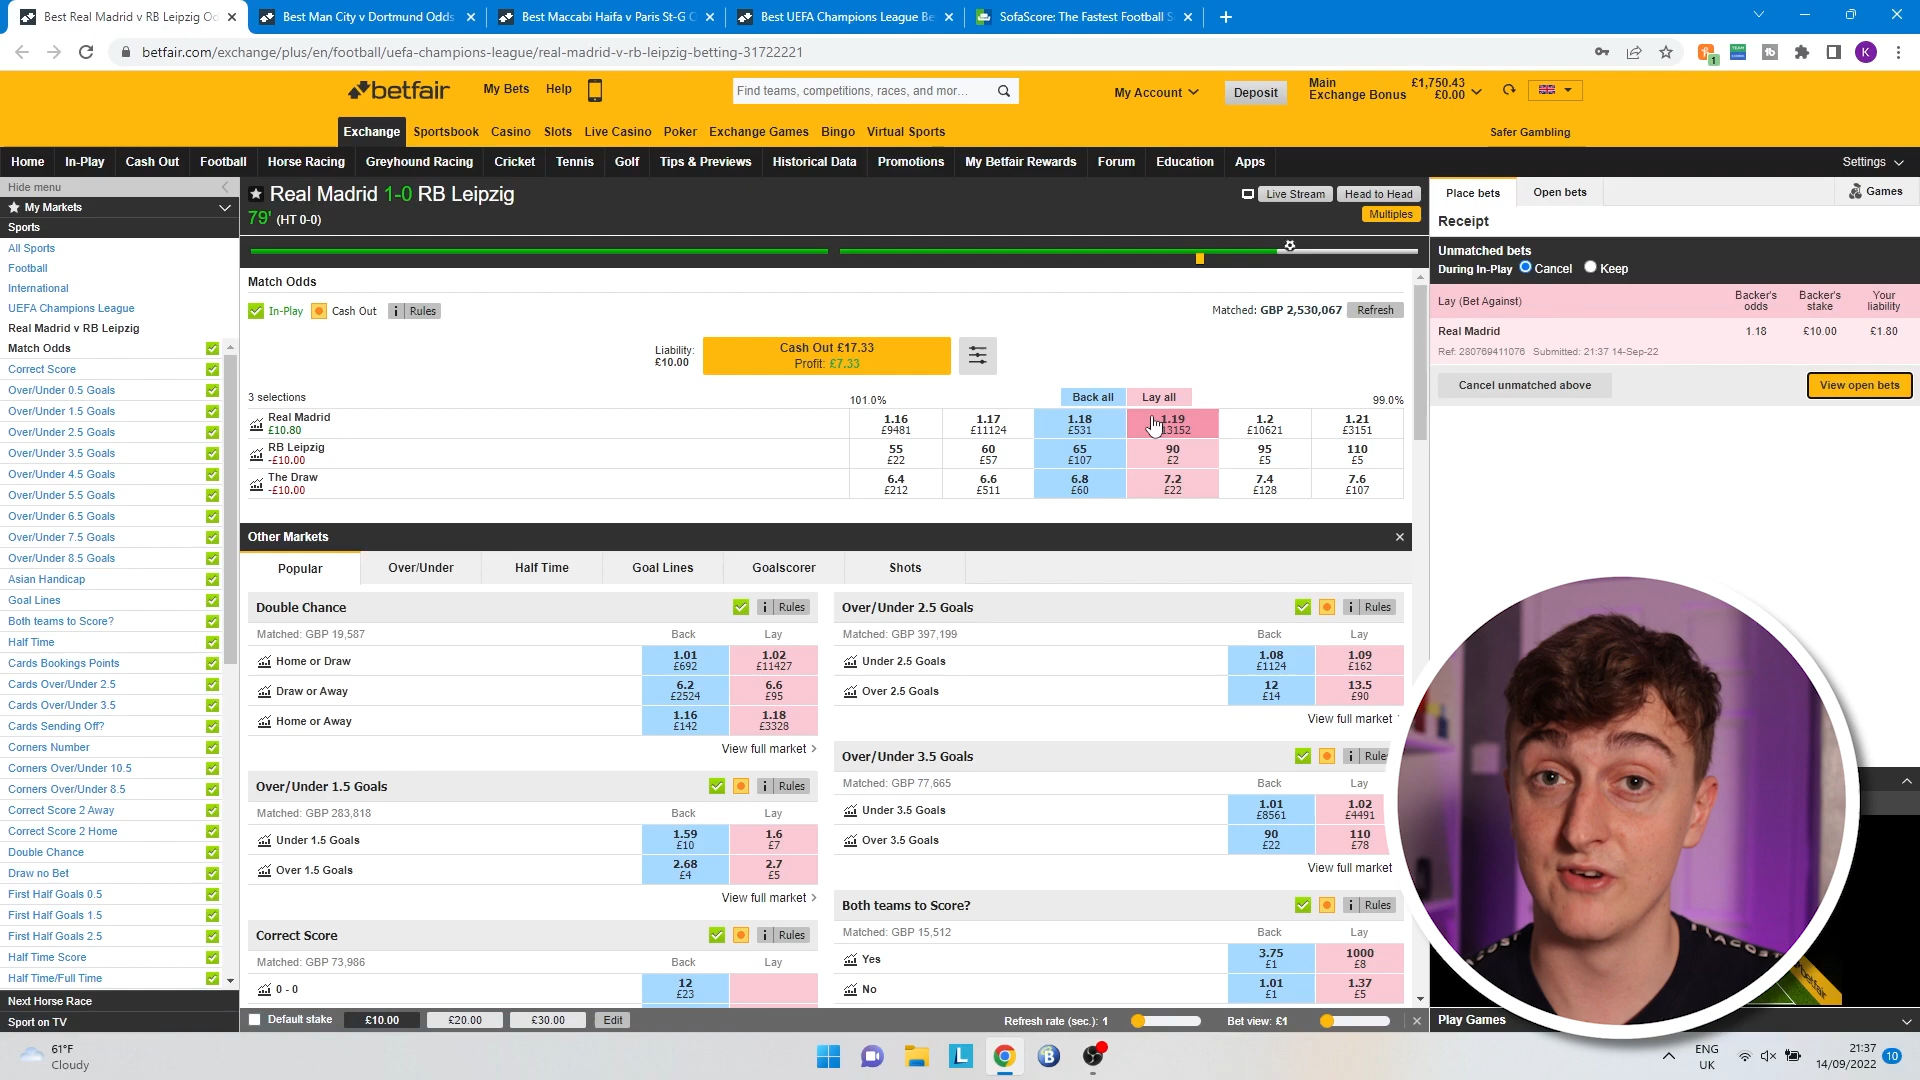 Best Real Madrid v RB Leipzig Od
Best Man City v Dortmund Odds
Best Maccabi Haifa v Paris St-G O
Best UEFA Champions League Be
SofaScore: The Fastest Football S
betfair.com/exchange/plus/en/football/uefa-champions-league/real-madrid-v-rb-leipzig-betting-31722221
1
K
betfair
My Bets Help
Find teams, competitions, races, and mor...
My Account
Deposit
Main £1,750.43
Exchange Bonus £0.00
Exchange Sportsbook Casino Slots Live Casino Poker Exchange Games Bingo Virtual Sports
Safer Gambling
Home In-Play Cash Out Football Horse Racing Greyhound Racing Cricket Tennis Golf Tips & Previews Historical Data Promotions My Betfair Rewards Forum Education Apps
Settings
Hide menu
My Markets
Sports
All Sports
Football
International
UEFA Champions League
Real Madrid v RB Leipzig
Match Odds
Correct Score
Over/Under 0.5 Goals
Over/Under 1.5 Goals
Over/Under 2.5 Goals
Over/Under 3.5 Goals
Over/Under 4.5 Goals
Over/Under 5.5 Goals
Over/Under 6.5 Goals
Over/Under 7.5 Goals
Over/Under 8.5 Goals
Asian Handicap
Goal Lines
Both teams to Score?
Half Time
Cards Bookings Points
Cards Over/Under 2.5
Cards Over/Under 3.5
Cards Sending Off?
Corners Number
Corners Over/Under 10.5
Corners Over/Under 8.5
Correct Score 2 Away
Correct Score 2 Home
Double Chance
Draw no Bet
First Half Goals 0.5
First Half Goals 1.5
First Half Goals 2.5
Half Time Score
Half Time/Full Time
Next Horse Race
Sport on TV
Real Madrid 1-0 RB Leipzig
79' (HT 0-0)
Live Stream
Head to Head
Multiples
Match Odds
In-Play
Cash Out
i Rules
Matched: GBP 2,530,067
Refresh
Liability:
£10.00
Cash Out £17.33
Profit: £7.33
3 selections
101.0%
Back all
Lay all
99.0%
Real Madrid 1.16 1.17 1.18 1.19 1.2 1.21
£10.80 £9481 £11124 £531 3152 £10621 £3151
RB Leipzig 55 60 65 90 95 110
-£10.00 £22 £57 £107 £2 £5 £5
The Draw 6.4 6.6 6.8 7.2 7.4 7.6
-£10.00 £212 £511 £60 £22 £128 £107
Other Markets
Popular Over/Under Half Time Goal Lines Goalscorer Shots
Double Chance
i Rules
Matched: GBP 19,587 Back Lay
Home or Draw 1.01 1.02
£692 £11427
Draw or Away 6.2 6.6
£2524 £95
Home or Away 1.16 1.18
£142 £3328
View full market
Over/Under 1.5 Goals
i Rules
Matched: GBP 283,818 Back Lay
Under 1.5 Goals 1.59 1.6
£10 £7
Over 1.5 Goals 2.68 2.7
£4 £5
View full market
Correct Score
i Rules
Matched: GBP 73,986 Back Lay
0 - 0 12
£23
Over/Under 2.5 Goals
i Rules
Matched: GBP 397,199 Back Lay
Under 2.5 Goals 1.08 1.09
£1124 £162
Over 2.5 Goals 12 13.5
£14 £90
View full market
Over/Under 3.5 Goals
i Rules
Matched: GBP 77,665 Back Lay
Under 3.5 Goals 1.01 1.02
£8561 £4491
Over 3.5 Goals 90 110
£22 £78
View full market
Both teams to Score?
i Rules
Matched: GBP 15,512 Back Lay
Yes 3.75 1000
£1 £8
No 1.01 1.37
£1 £5
Default stake £10.00 £20.00 £30.00 Edit
Refresh rate (sec.): 1
Bet view: £1
Place bets
Open bets
Games
Receipt
Unmatched bets
During In-Play Cancel Keep
Lay (Bet Against) Backer's odds Backer's stake Your liability
Real Madrid 1.18 £10.00 £1.80
Ref: 280769411076 Submitted: 21:37 14-Sep-22
Cancel unmatched above
View open bets
betfair
Play Games
61°F
Cloudy
L
B
ENG
UK
21:37
14/09/2022
10